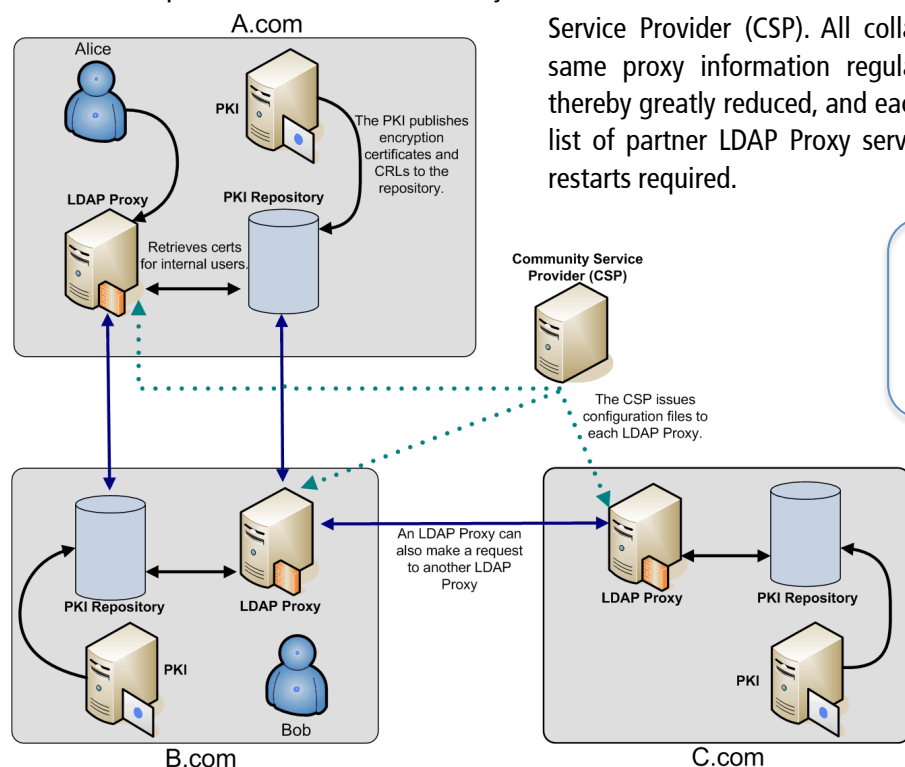 A.com
Service Provider (CSP). All
same proxy information
thereby greatly reduced, and
list of partner LDAP Proxy
restarts required.
Alice
PKI
The PKI publishes
encryption
certificates and
CRLs to the
repository.
LDAP Proxy
PKI Repository
Retrieves certs
for internal users.
Community Service
Provider (CSP)
The CSP issues
configuration files to
each LDAP Proxy.
An LDAP Proxy can
also make a request
to another LDAP
Proxy
PKI Repository
LDAP Proxy
PKI
Bob
B.com
LDAP Proxy
PKI Repository
PKI
C.com